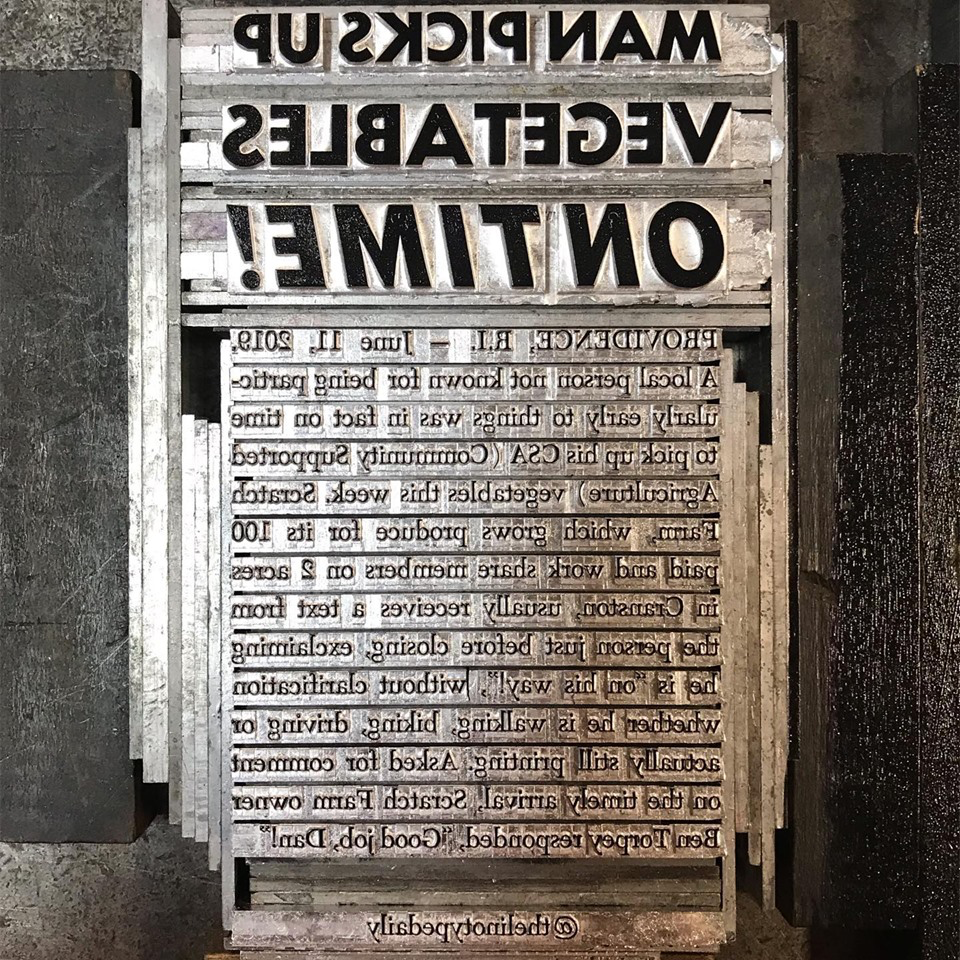 MAN PICKS UP
VEGETABLES
ON TIME!
PROVIDENCE, R.I. — June 11, 2019.
A local person not known for being partic-
ularly early to things was in fact on time
to pick up his CSA (Community Supported
Agriculture) vegetables this week. Scratch
Farm, which grows produce for its 100
paid and work share members on 2 acres
in Cranston, usually receives a text from
the person just before closing, exclaiming
he is “on his way!”, without clarification
whether he is walking, biking, driving or
actually still printing. Asked for comment
on the timely arrival, Scratch Farm owner
Ben Torpey responded, “Good job, Dan!”
@thelinotypedaily